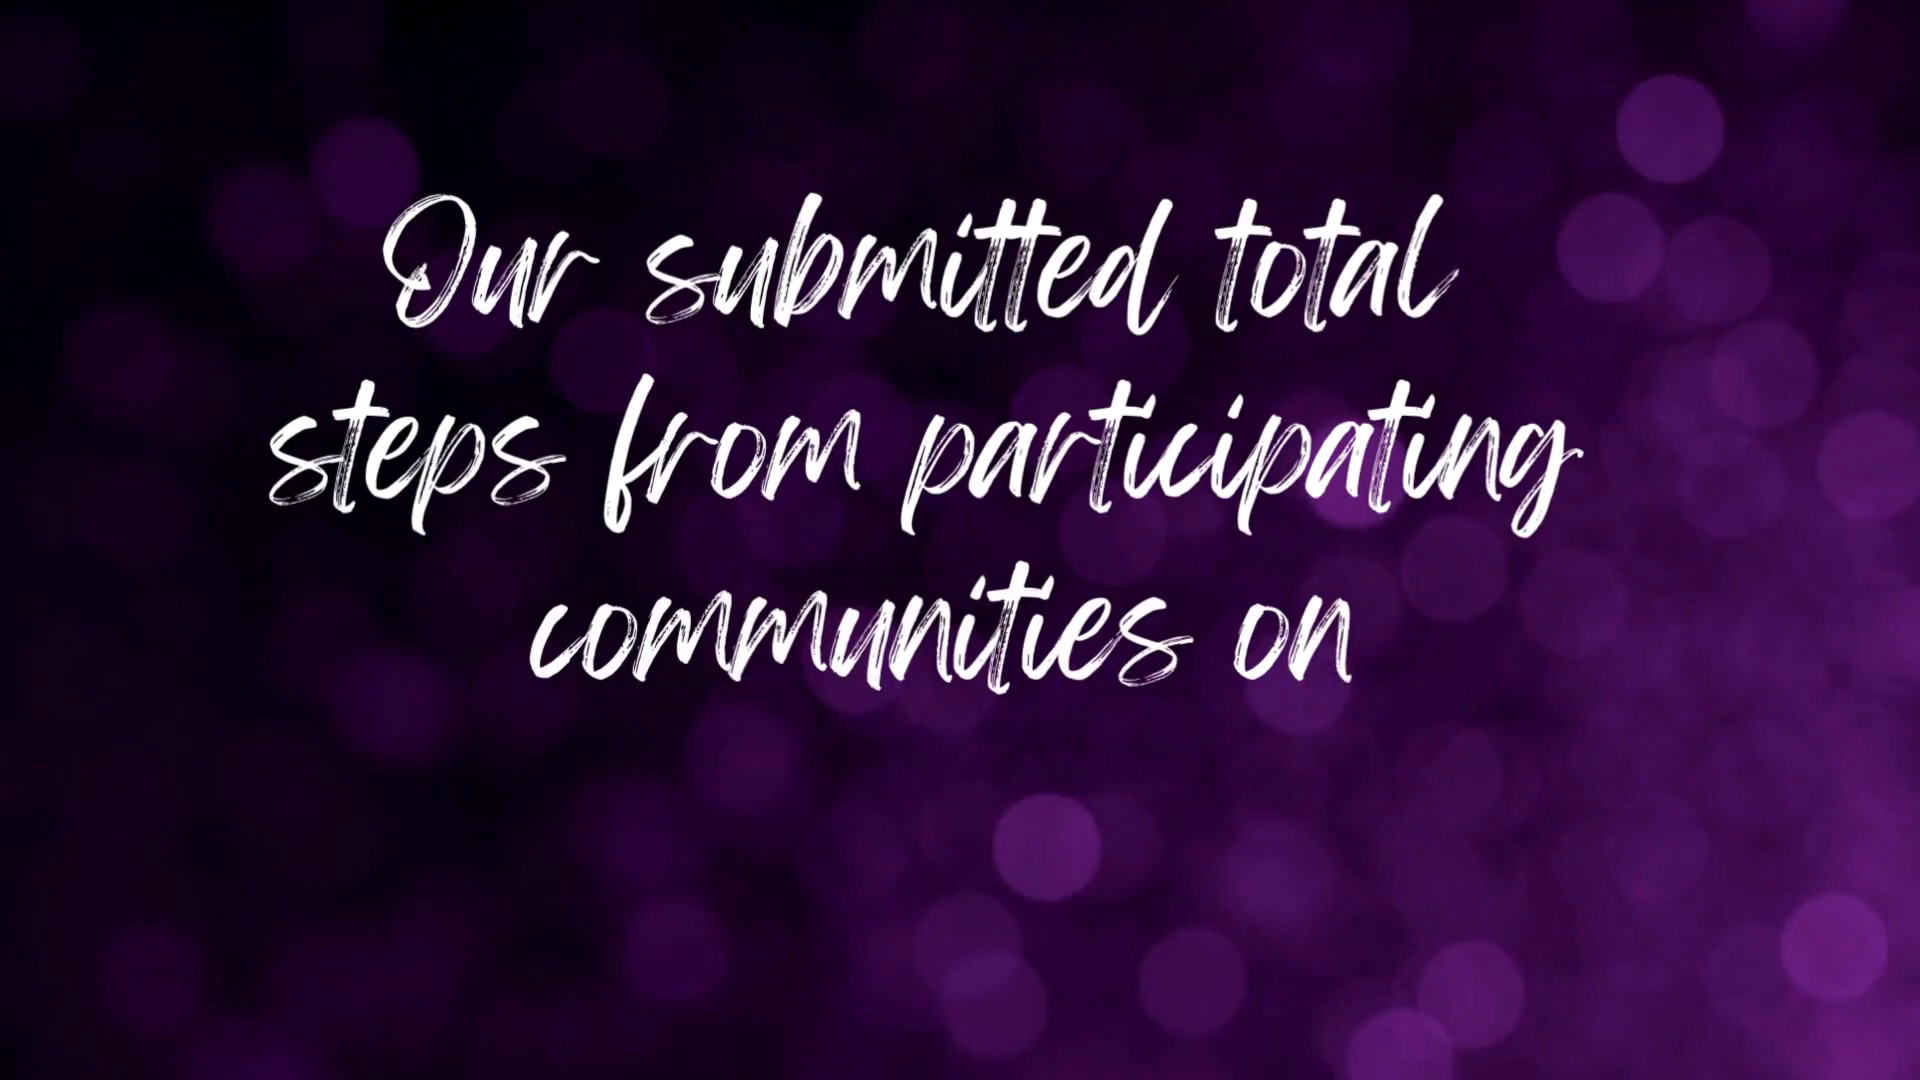 Our submitted total
steps from participating
communities on